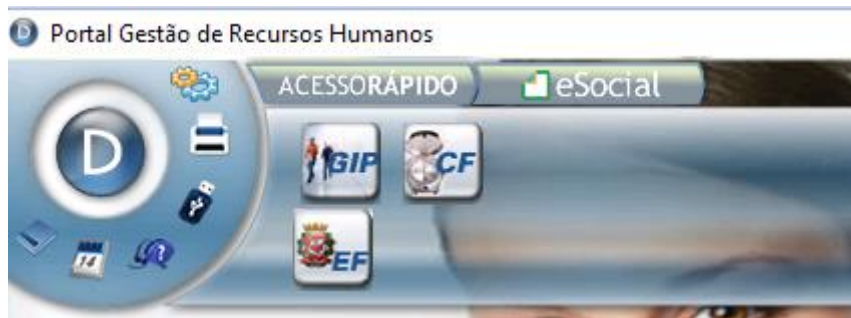 D Portal Gestão de Recursos Humanos
ACESSORÁPIDO eSocial
D
GIP CF
14
EF